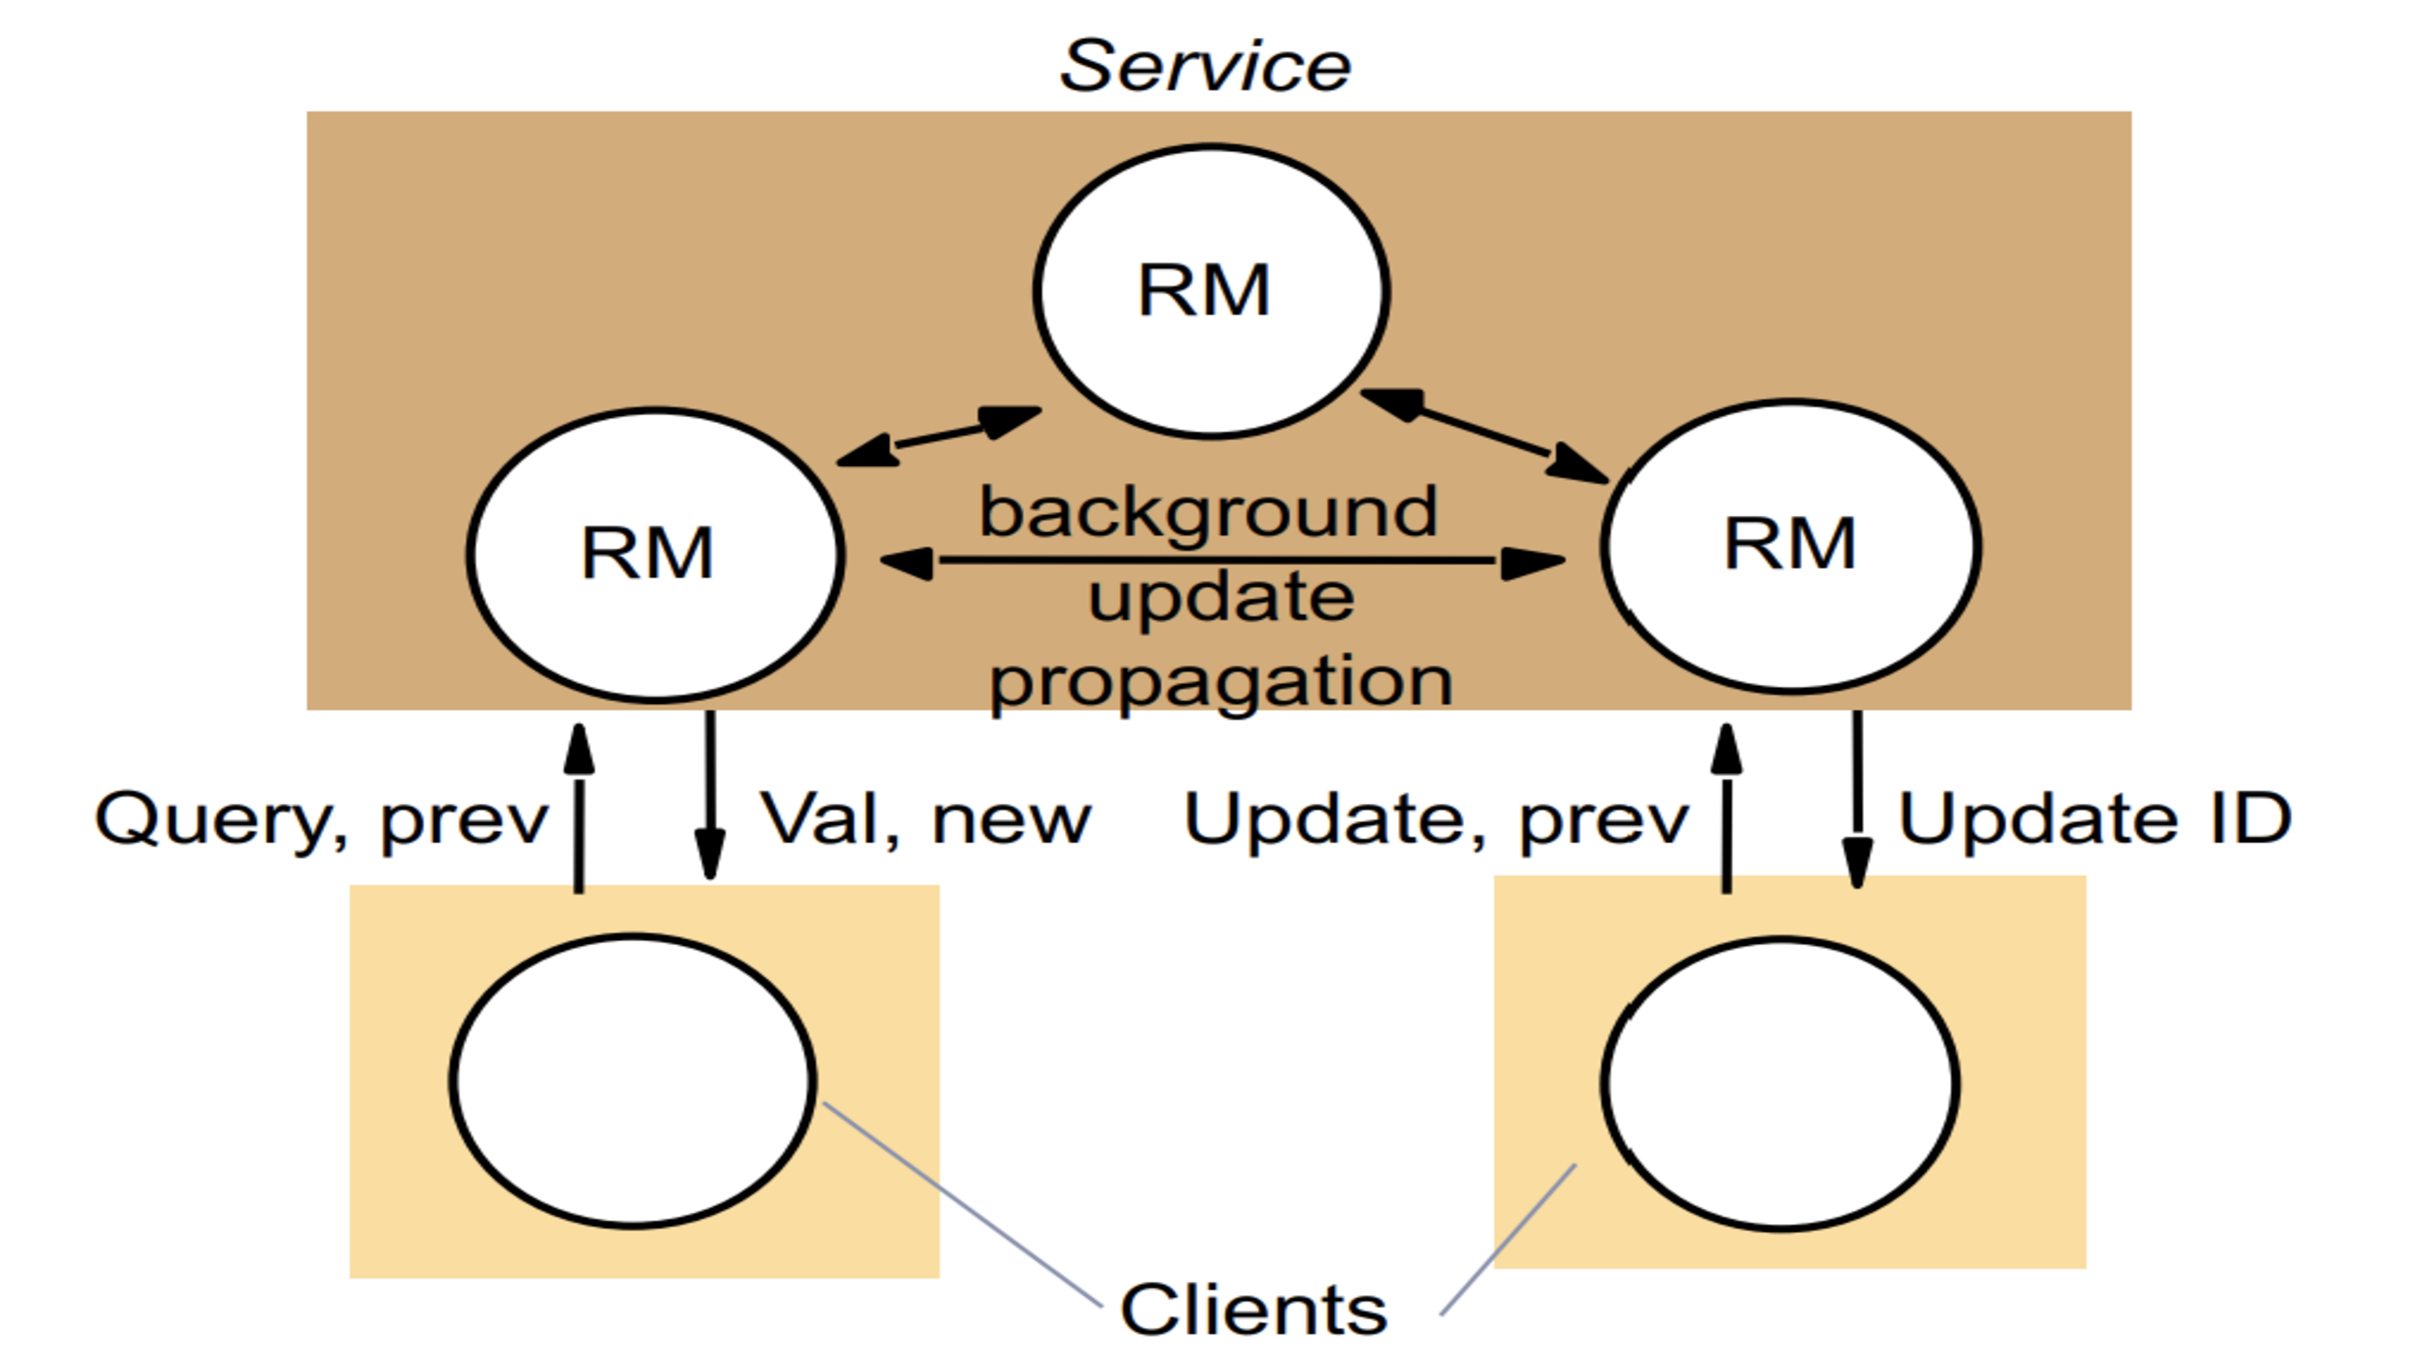 Service
RM
RM
RM
background
update
propagation
Query, prev
Val, new
Update, prev
Update ID
Clients